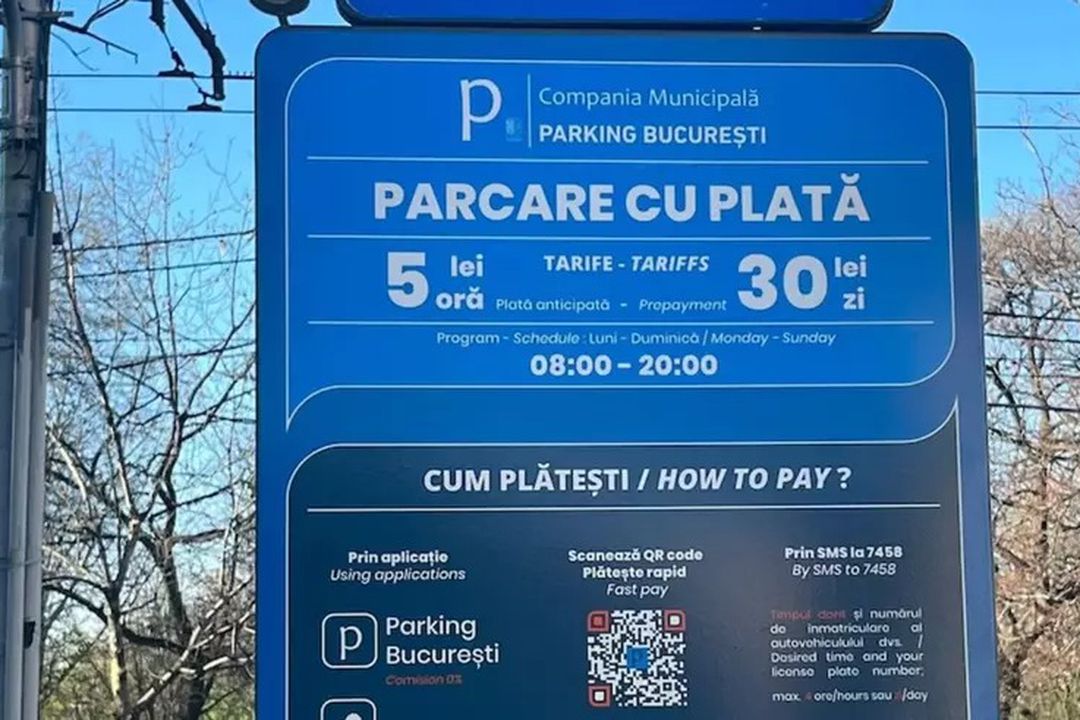 p Compania Municipală
PARKING BUCUREȘTI
PARCARE CU PLATĂ
5 lei oră
TARIFE - TARIFFS
Plată anticipată - Prepayment
30 lei zi
Program - Schedule : Luni - Duminică / Monday - Sunday
08:00 – 20:00
CUM PLĂTEȘTI / HOW TO PAY ?
Prin aplicație
Using applications
p Parking
București
Comision 0%
Scanează QR code
Plătește rapid
Fast pay
p
Prin SMS la 7458
By SMS to 7458
Timpul dorit și numărul
de inmatriculare al
autovehiculului dvs. /
Desired time and your
license plate number;
max. ore/hours sau /day